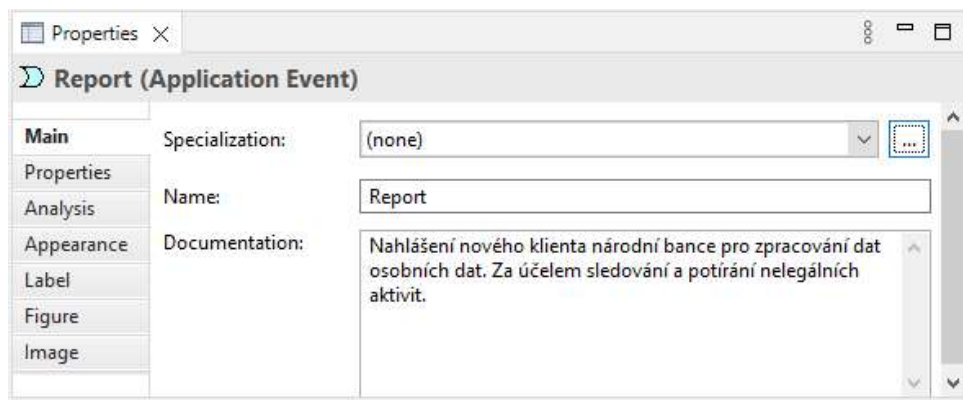 Properties
Report (Application Event)
Main
Specialization:
(none)
...
Properties
Name:
Report
Analysis
Appearance
Documentation:
Nahlášení nového klienta národní bance pro zpracování dat
osobních dat. Za účelem sledování a potírání nelegálních
aktivit.
Label
Figure
Image